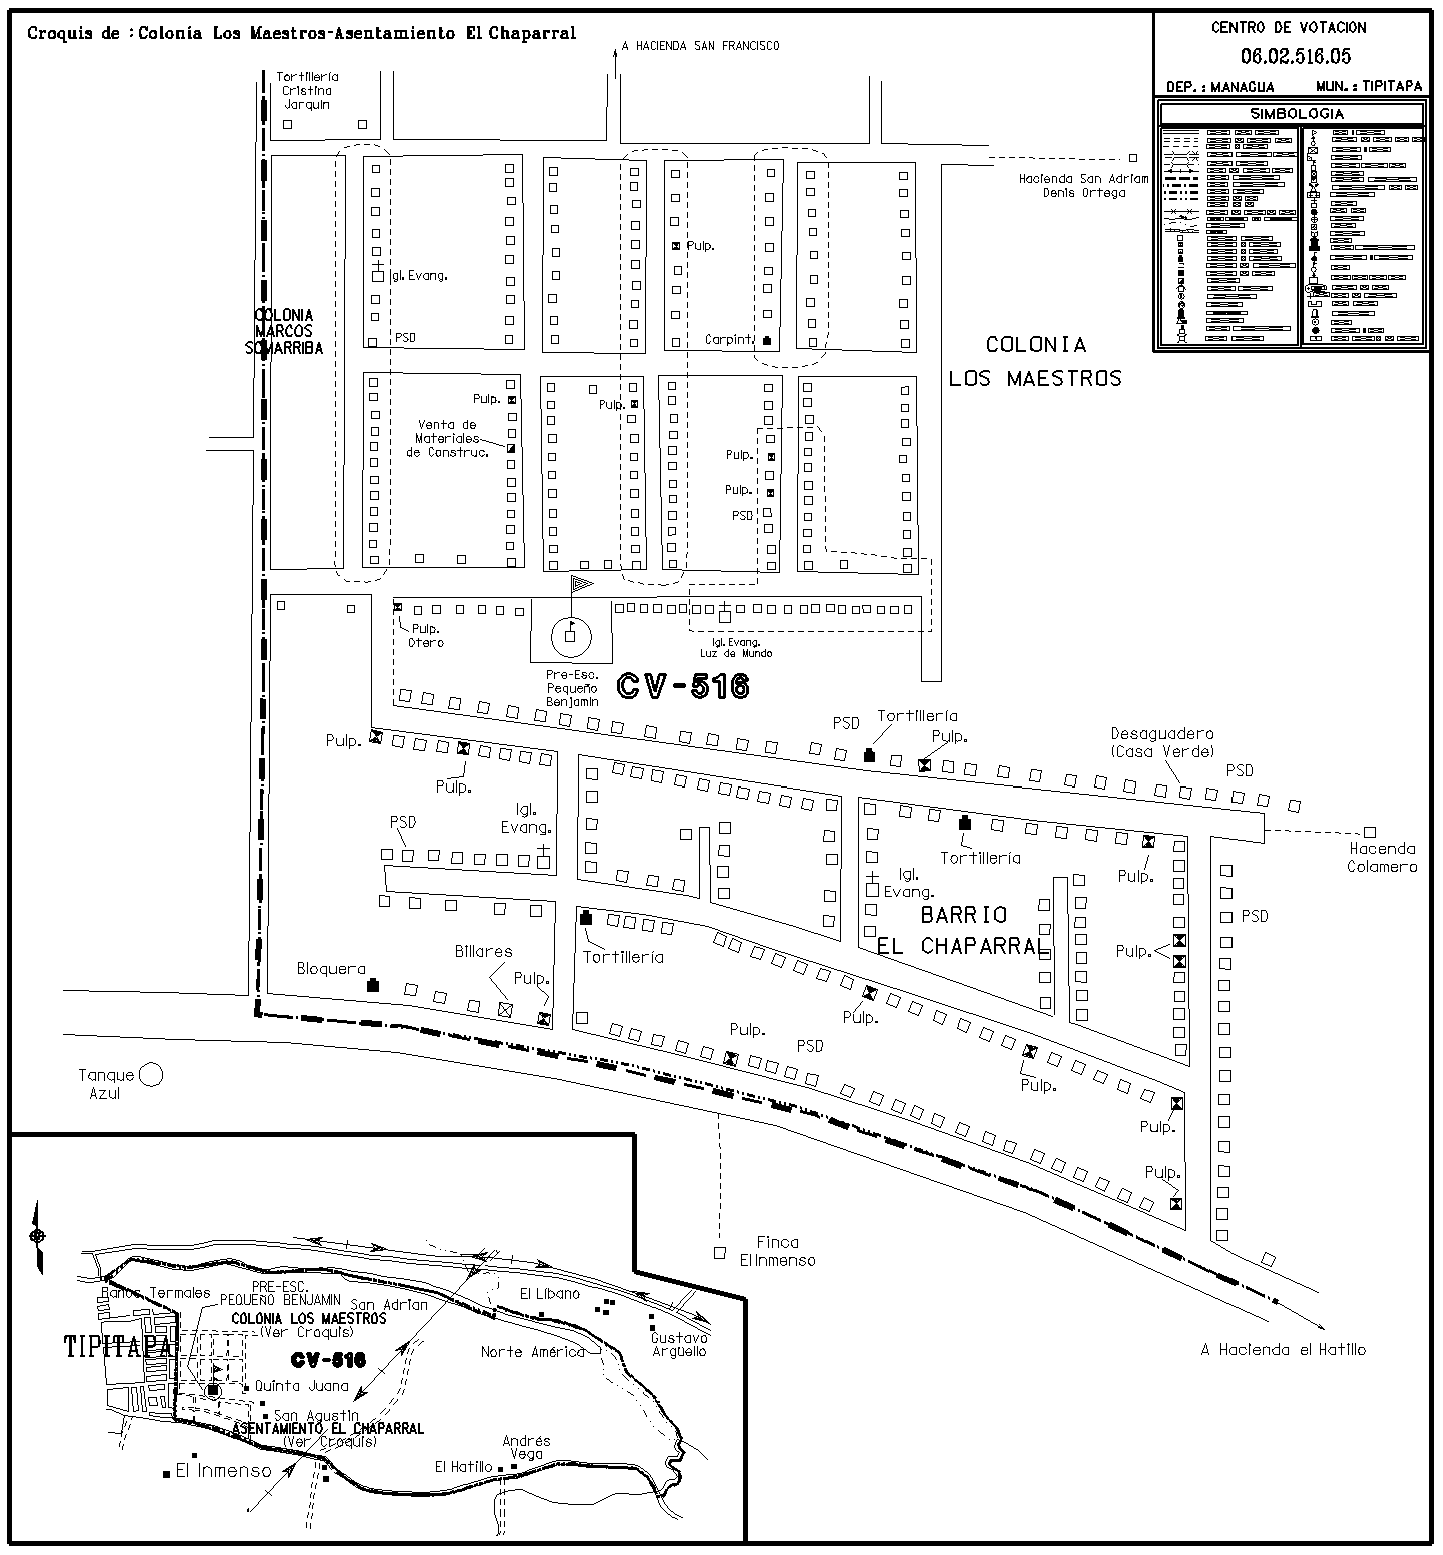 Croquis de : Colonía Los Maestros-Asentamiento El Chaparral
A HACIENDA SAN FRANCISCO
CENTRO DE VOTACION
06.02.516.05
DEP. : MANAGUA MUN. : TIPITAPA
SIMBOLOGIA
Tortillería
Cristina
Jarquin
Hacienda San Adriam
Denis Ortega
Pulp.
Igl. Evang.
COLONIA
MARCOS
SOMARRIBA
PSD
Carpint.
COLONIA
LOS MAESTROS
Pulp.
Pulp.
Venta de
Materiales
de Construc.
Pulp.
Pulp.
PSD
Pulp.
Otero
Igl. Evang.
Luz de Mundo
Pre-Esc.
Pequeño
Benjamin
CV-516
PSD
Tortillería
Pulp.
Desaguadero
(Casa Verde)
PSD
Pulp.
Pulp.
Igl.
Evang.
PSD
Tortillería
Hacenda
Colamero
Pulp.
Igl.
Evang.
BARRIO
EL CHAPARRAL
PSD
Pulp.
Billares
Tortillería
Bloquera
Pulp.
Pulp.
Pulp.
PSD
Pulp.
Tanque
Azul
Pulp.
Pulp.
Finca
El Inmenso
A Hacienda el Hatillo
Banos Termales
PRE-ESC.
PEQUEÑO BENJAMIN
San Adrian
El Líbano
COLONIA LOS MAESTROS
(Ver Croquis)
TIPITAPA
CV-516
Norte América
Gustavo
Argüello
Quinta Juana
San Agustin
ASENTAMIENTO EL CHAPARRAL
(Ver Croquis)
El Inmenso
El Hatillo
Andrés
Vega